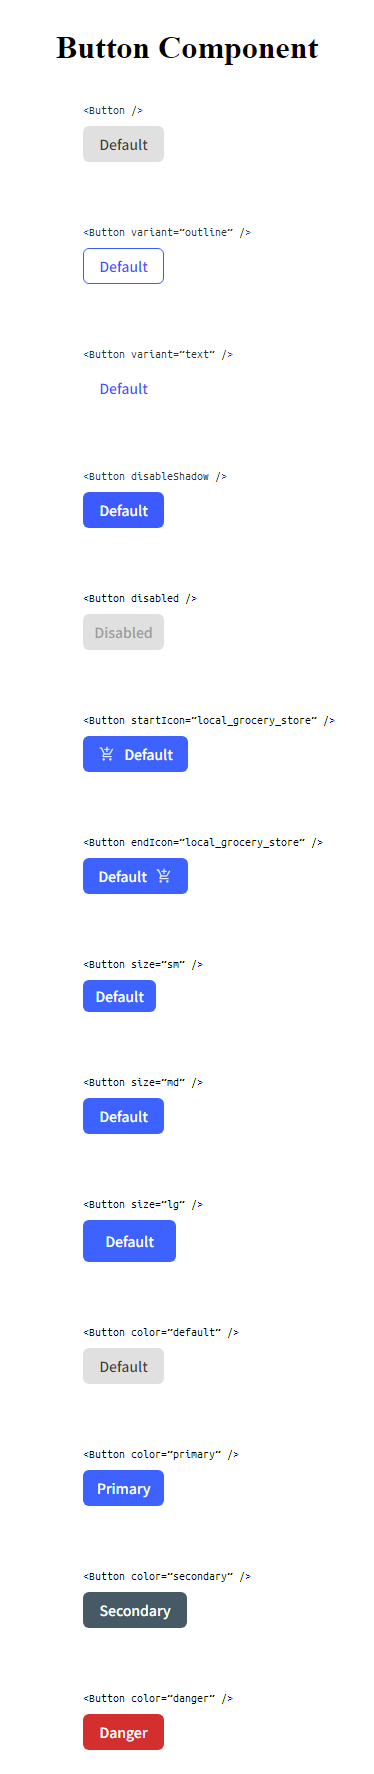 Button Component
<Button />
Default
<Button variant=”outline” />
Default
<Button variant=”text” />
Default
<Button disableShadow />
Default
<Button disabled />
Disabled
<Button startIcon=”local_grocery_store” />
Default
<Button endIcon=”local_grocery_store” />
Default
<Button size=”sm” />
Default
<Button size=”md” />
Default
<Button size=”lg” />
Default
<Button color=”default” />
Default
<Button color=”primary” />
Primary
<Button color=”secondary” />
Secondary
<Button color=”danger” />
Danger